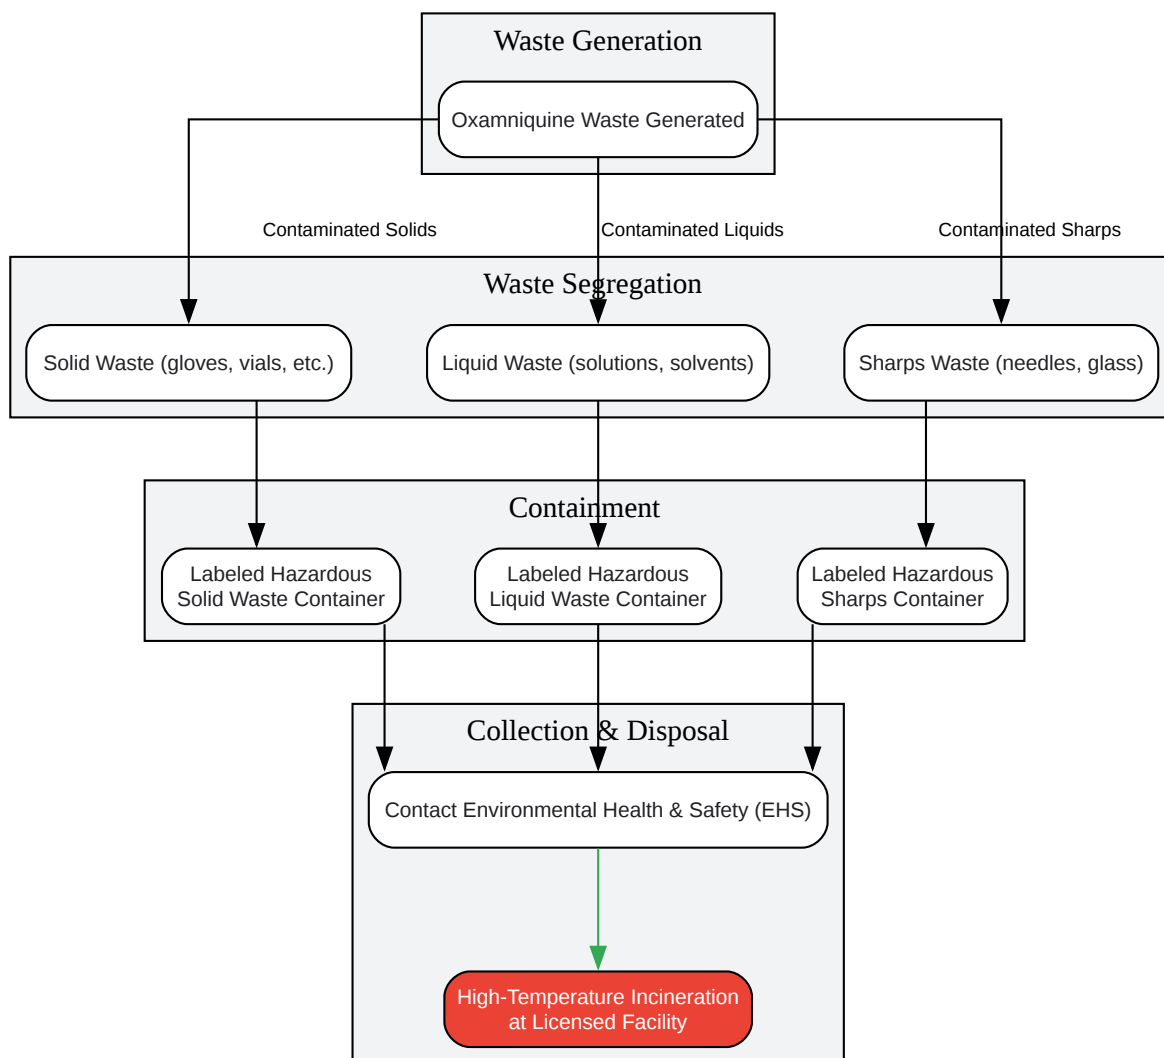 Waste Generation
Oxamniquine Waste Generated
Contaminated Solids
Contaminated Liquids
Contaminated Sharps
Waste Segregation
Solid Waste (gloves, vials, etc.)
Liquid Waste (solutions, solvents)
Sharps Waste (needles, glass)
Containment
Labeled Hazardous
Solid Waste Container
Labeled Hazardous
Liquid Waste Container
Labeled Hazardous
Sharps Container
Collection & Disposal
Contact Environmental Health & Safety (EHS)
High-Temperature Incineration
at Licensed Facility